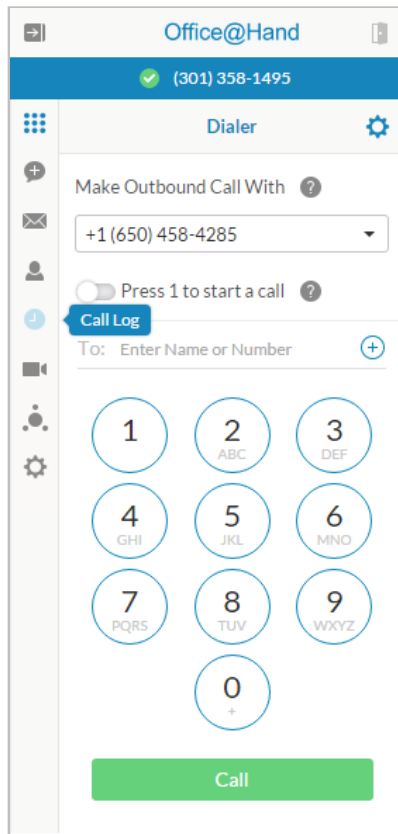 Office@Hand
(301) 358-1495
Dialer
Make Outbound Call With ?
+1 (650) 458-4285
Press 1 to start a call ?
Call Log
To: Enter Name or Number
1
2
ABC
3
DEF
4
GHI
5
JKL
6
MNO
7
PQRS
8
TUV
9
WXYZ
0
+
Call